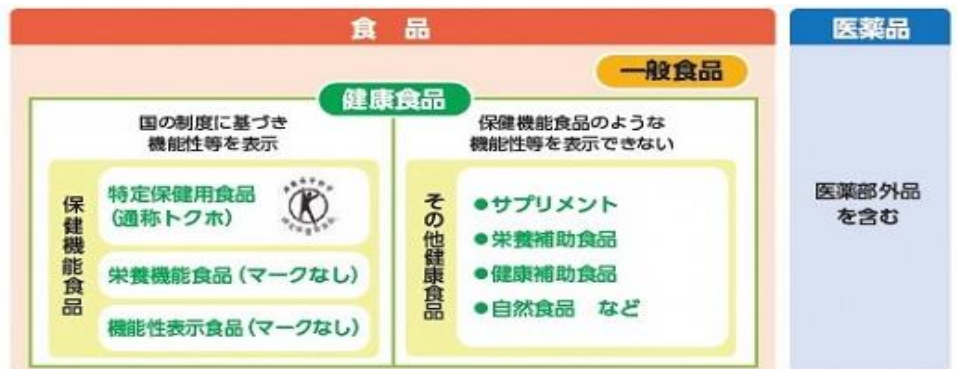 食品
医薬品
一般食品
健康食品
国の制度に基づき
機能性等を表示
保健機能食品のような
機能性等を表示できない
保健機能食品
特定保健用食品
(通称トクホ)
栄養機能食品(マークなし)
機能性表示食品(マークなし)
その他健康食品
●サプリメント
●栄養補助食品
●健康補助食品
●自然食品 など
医薬部外品
を含む